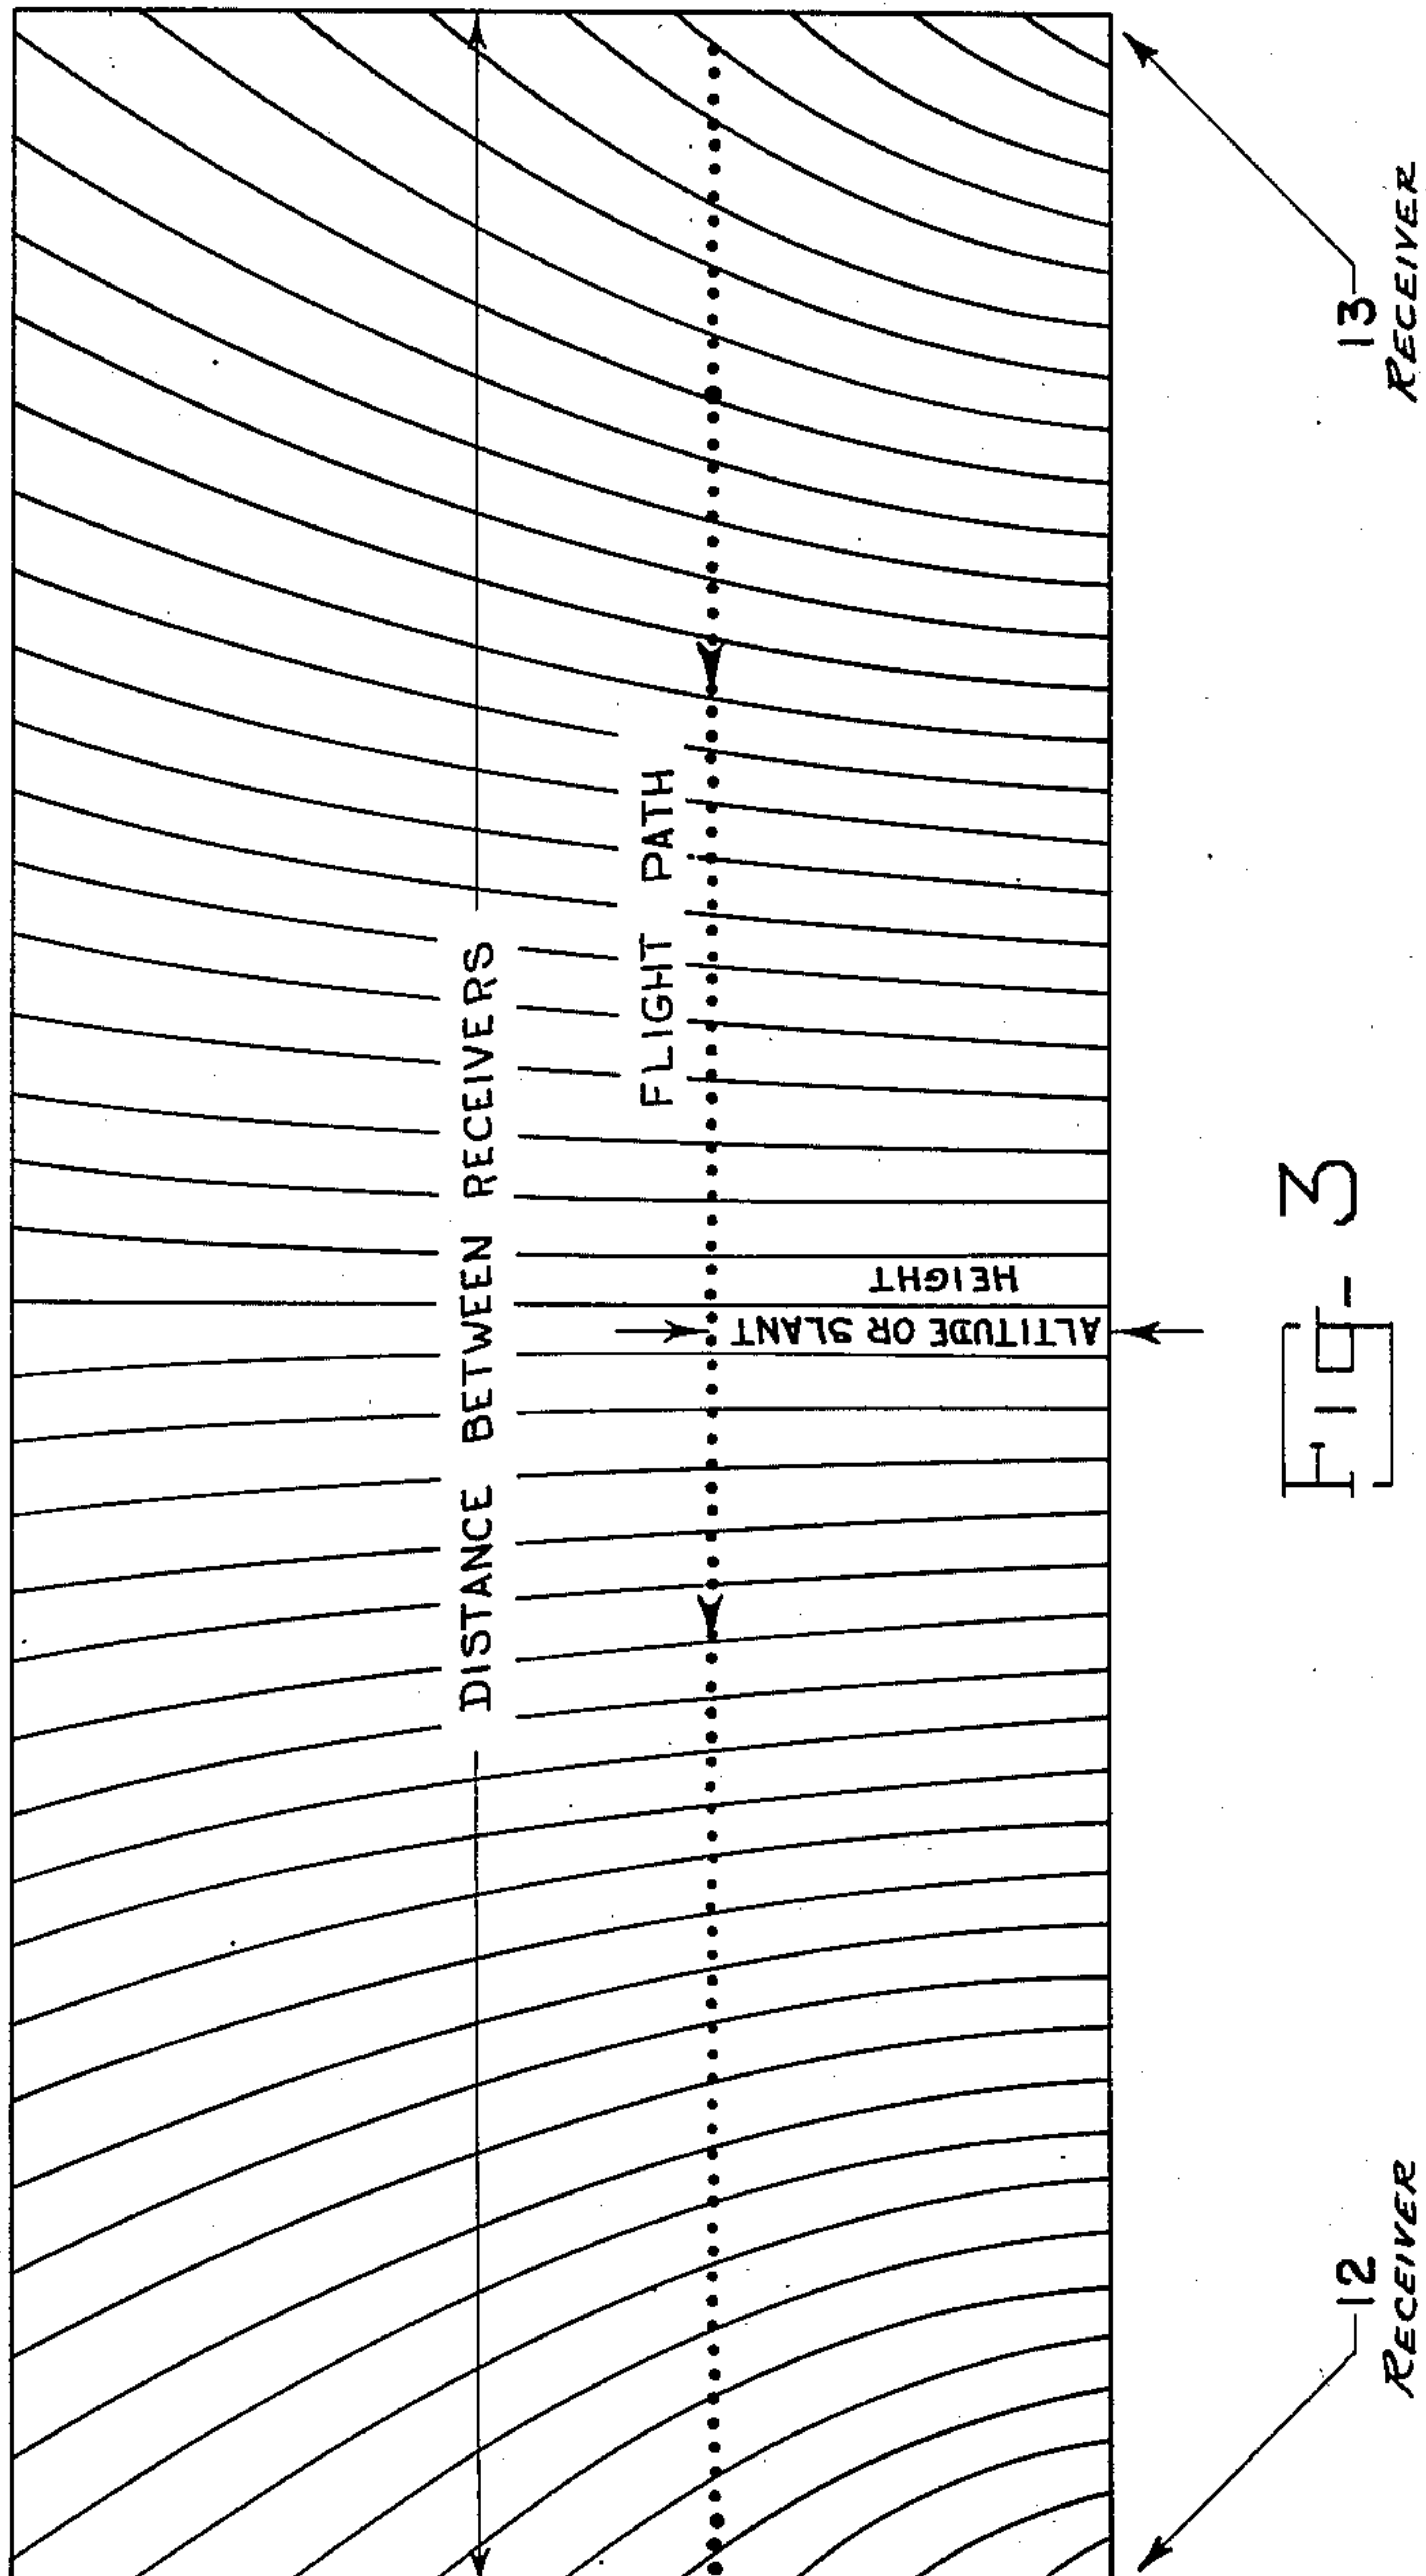 DISTANCE BETWEEN RECEIVERS
FLIGHT PATH
HEIGHT
ALTITUDE OR SLANT
12
RECEIVER
13
RECEIVER
FIG-3